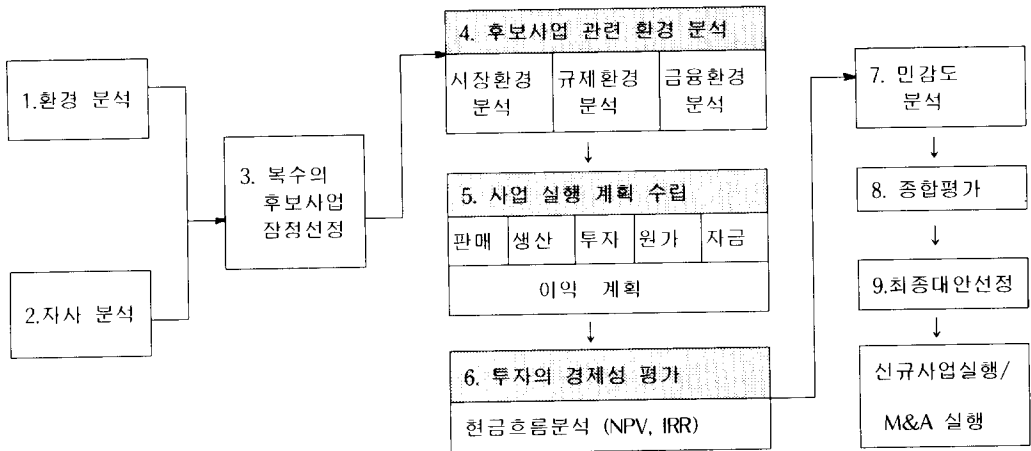 1.환경 분석
2.자사 분석
3. 복수의
후보사업
잠정선정
4. 후보사업 관련 환경 분석
시장환경 규제환경 금융환경
분석 분석 분석
↓
5. 사업 실행 계획 수립
판매 생산 투자 원가 자금
이익 계획
↓
6. 투자의 경제성 평가
현금흐름분석 (NPV, IRR)
7. 민감도
분석
↓
8. 종합평가
↓
9.최종대안선정
↓
신규사업실행/
M&A 실행